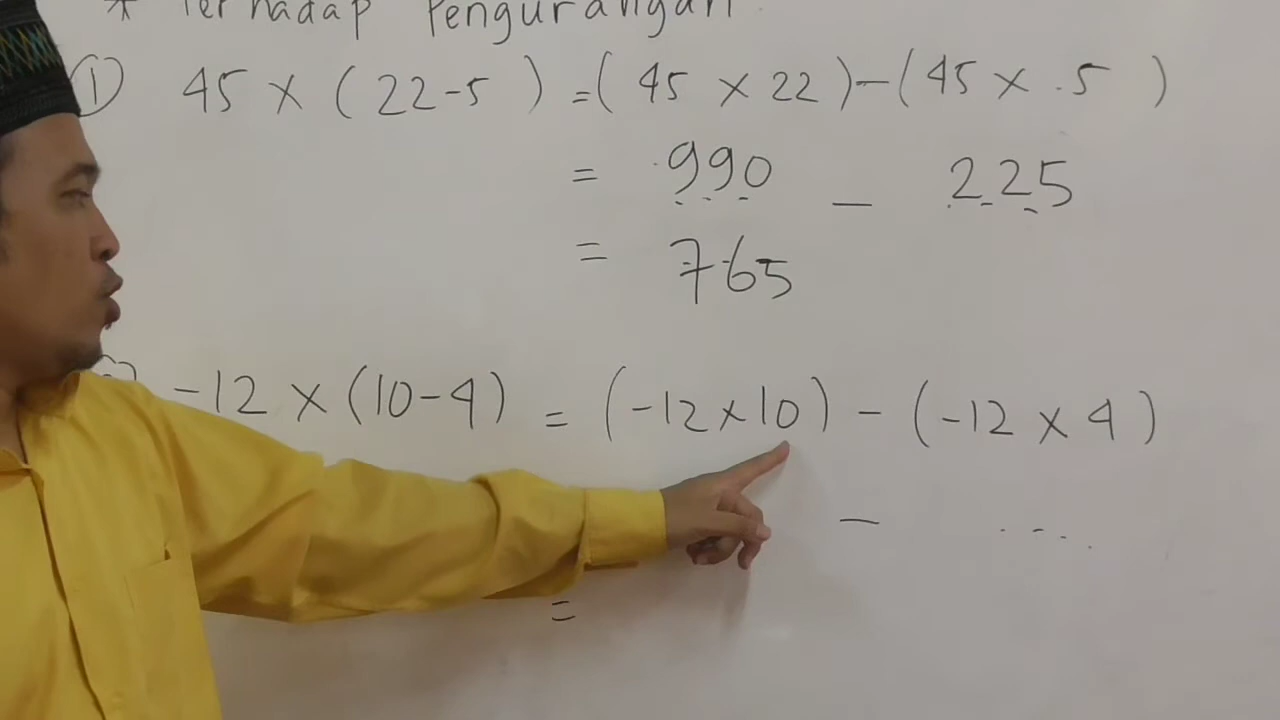 * Terhadap Pengurangan
① 45 × (22-5) = (45 × 22) - (45 × 5)
= 990 - 225
= 765
-12 × (10-4) = (-12 × 10) - (-12 × 4)
- ....
=